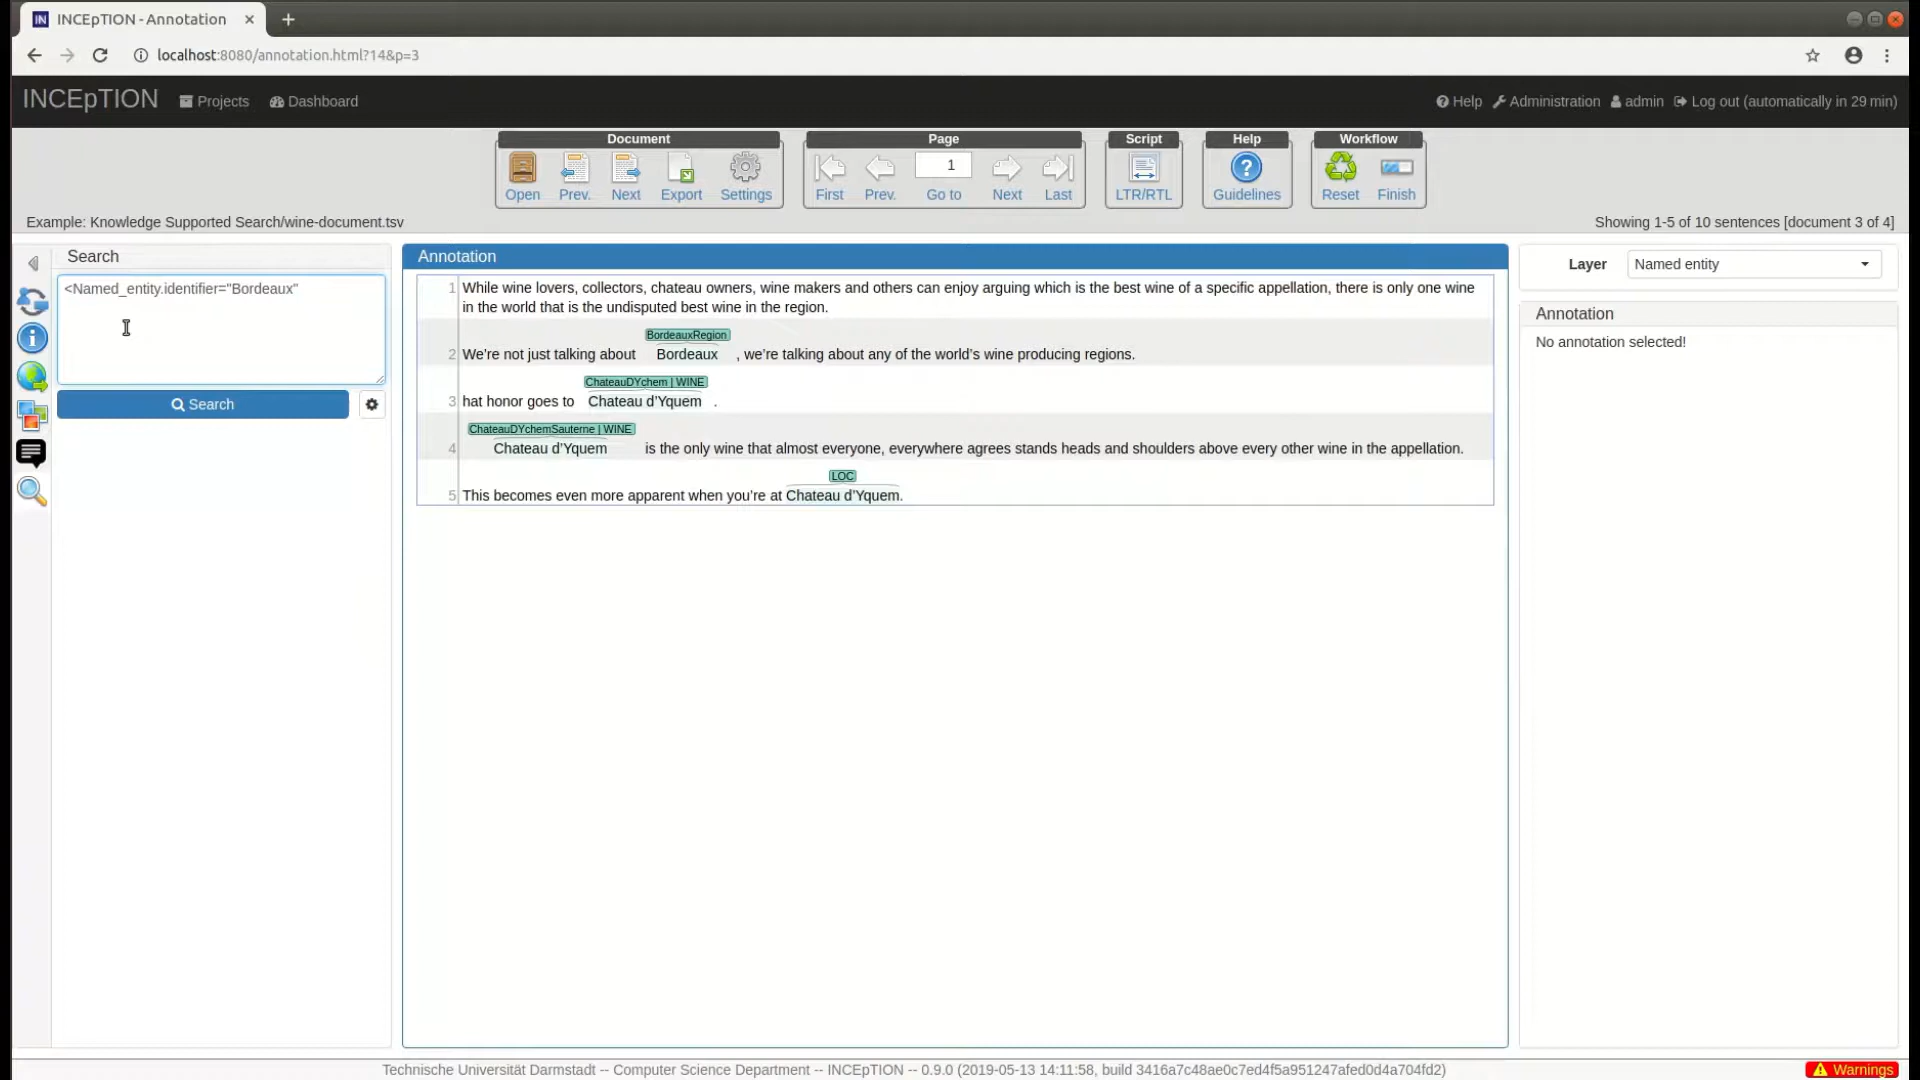 INCEpTION - Annotation
localhost:8080/annotation.html?14&p=3
INCEpTION Projects Dashboard Help Administration admin Log out (automatically in 29 min)
Document Page Script Help Workflow
1
Open Prev. Next Export Settings First Prev. Go to Next Last LTR/RTL Guidelines Reset Finish
Example: Knowledge Supported Search/wine-document.tsv Showing 1-5 of 10 sentences [document 3 of 4]
Search
<Named_entity.identifier="Bordeaux"
Search
Annotation
1 While wine lovers, collectors, chateau owners, wine makers and others can enjoy arguing which is the best wine of a specific appellation, there is only one wine
in the world that is the undisputed best wine in the region.
BordeauxRegion
2 We're not just talking about Bordeaux , we're talking about any of the world's wine producing regions.
ChateauDYchem | WINE
3 hat honor goes to Chateau d'Yquem .
ChateauDYchemSauterne | WINE
4 Chateau d'Yquem is the only wine that almost everyone, everywhere agrees stands heads and shoulders above every other wine in the appellation.
LOC
5 This becomes even more apparent when you're at Chateau d'Yquem.
Layer Named entity
Annotation
No annotation selected!
Technische Universität Darmstadt -- Computer Science Department -- INCEpTION -- 0.9.0 (2019-05-13 14:11:58, build 3416a7c48ae0c7ed4f5a951247afed0d4a704fd2)
Warnings